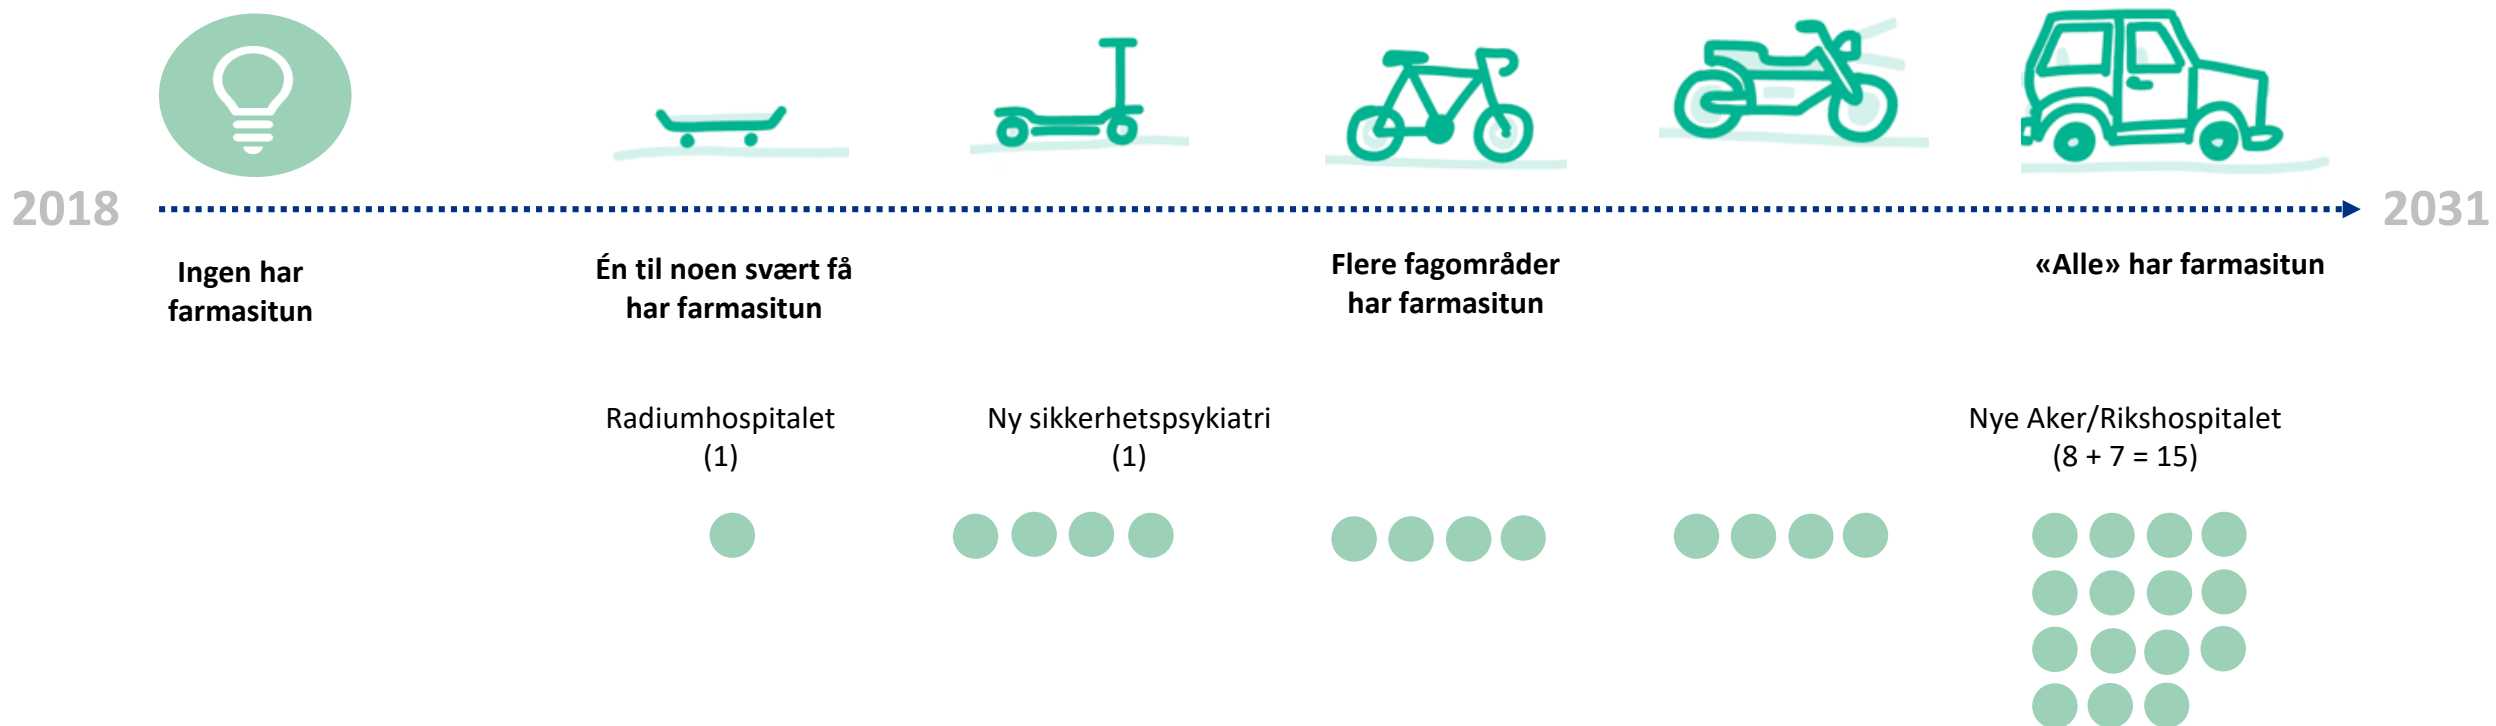 2018
2031
Ingen har
farmasitun
Én til noen svært få
har farmasitun
Flere fagområder
har farmasitun
«Alle» har farmasitun
Radiumhospitalet
(1)
Ny sikkerhetspsykiatri
(1)
Nye Aker/Rikshospitalet
(8 + 7 = 15)